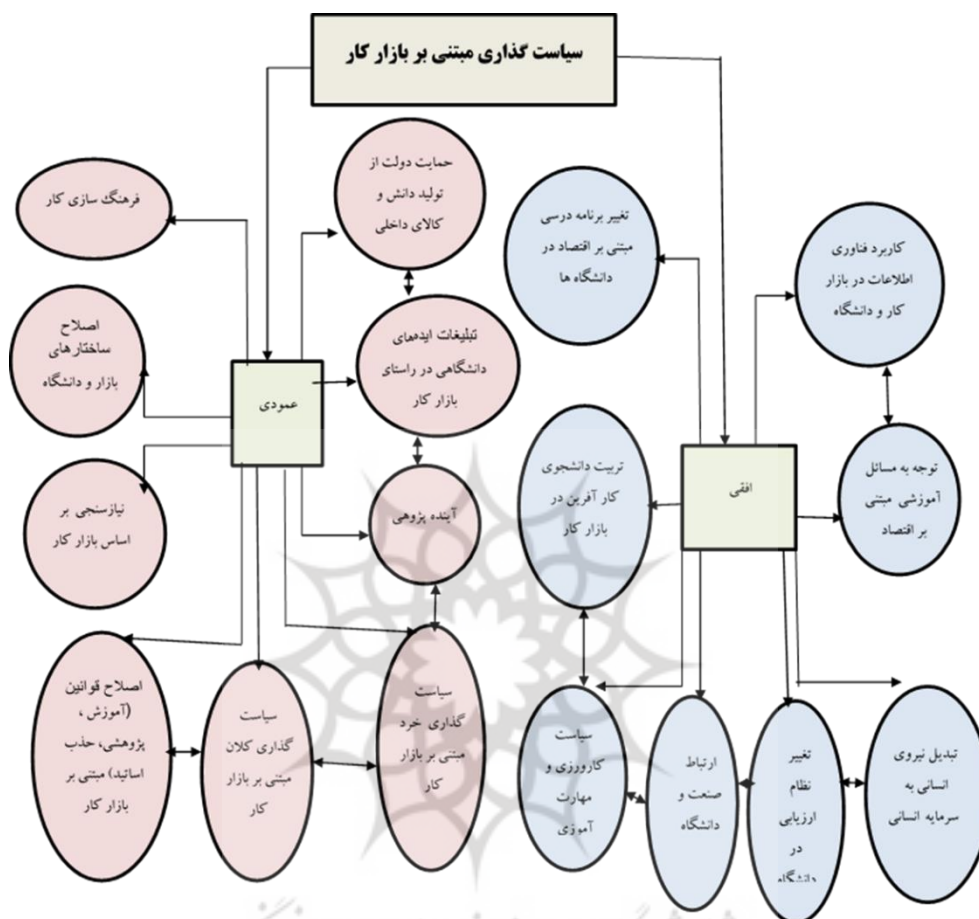 سیاست گذاری مبتنی بر بازار کار
حمایت دولت از
تولید دانش و
کالای داخلی
فرهنگ سازی کار
تغییر برنامه درسی
مبتنی بر اقتصاد در
دانشگاه ها
کاربرد فناوری
اطلاعات در بازار
کار و دانشگاه
اصلاح
ساختارهای
بازار و دانشگاه
تبلیغات ایده‌های
دانشگاهی در راستای
بازار کار
عمودی
افقی
تربیت دانشجوی
کار آفرین در
بازار کار
توجه به مسائل
آموزشی مبتنی
بر اقتصاد
نیازسنجی بر
اساس بازار کار
آینده پژوهی
اصلاح قوانین
(آموزش ،
پژوهشی، جذب
اساتید) مبتنی بر
بازار کار
سیاست
گذاری کلان
مبتنی بر بازار
کار
سیاست
گذاری خرد
مبتنی بر بازار
کار
سیاست
کارورزی و
مهارت
آموزی
ارتباط
صنعت و
دانشگاه
تغییر
نظام
ارزیابی
در
دانشگاه
تبدیل نیروی
انسانی به
سرمایه انسانی